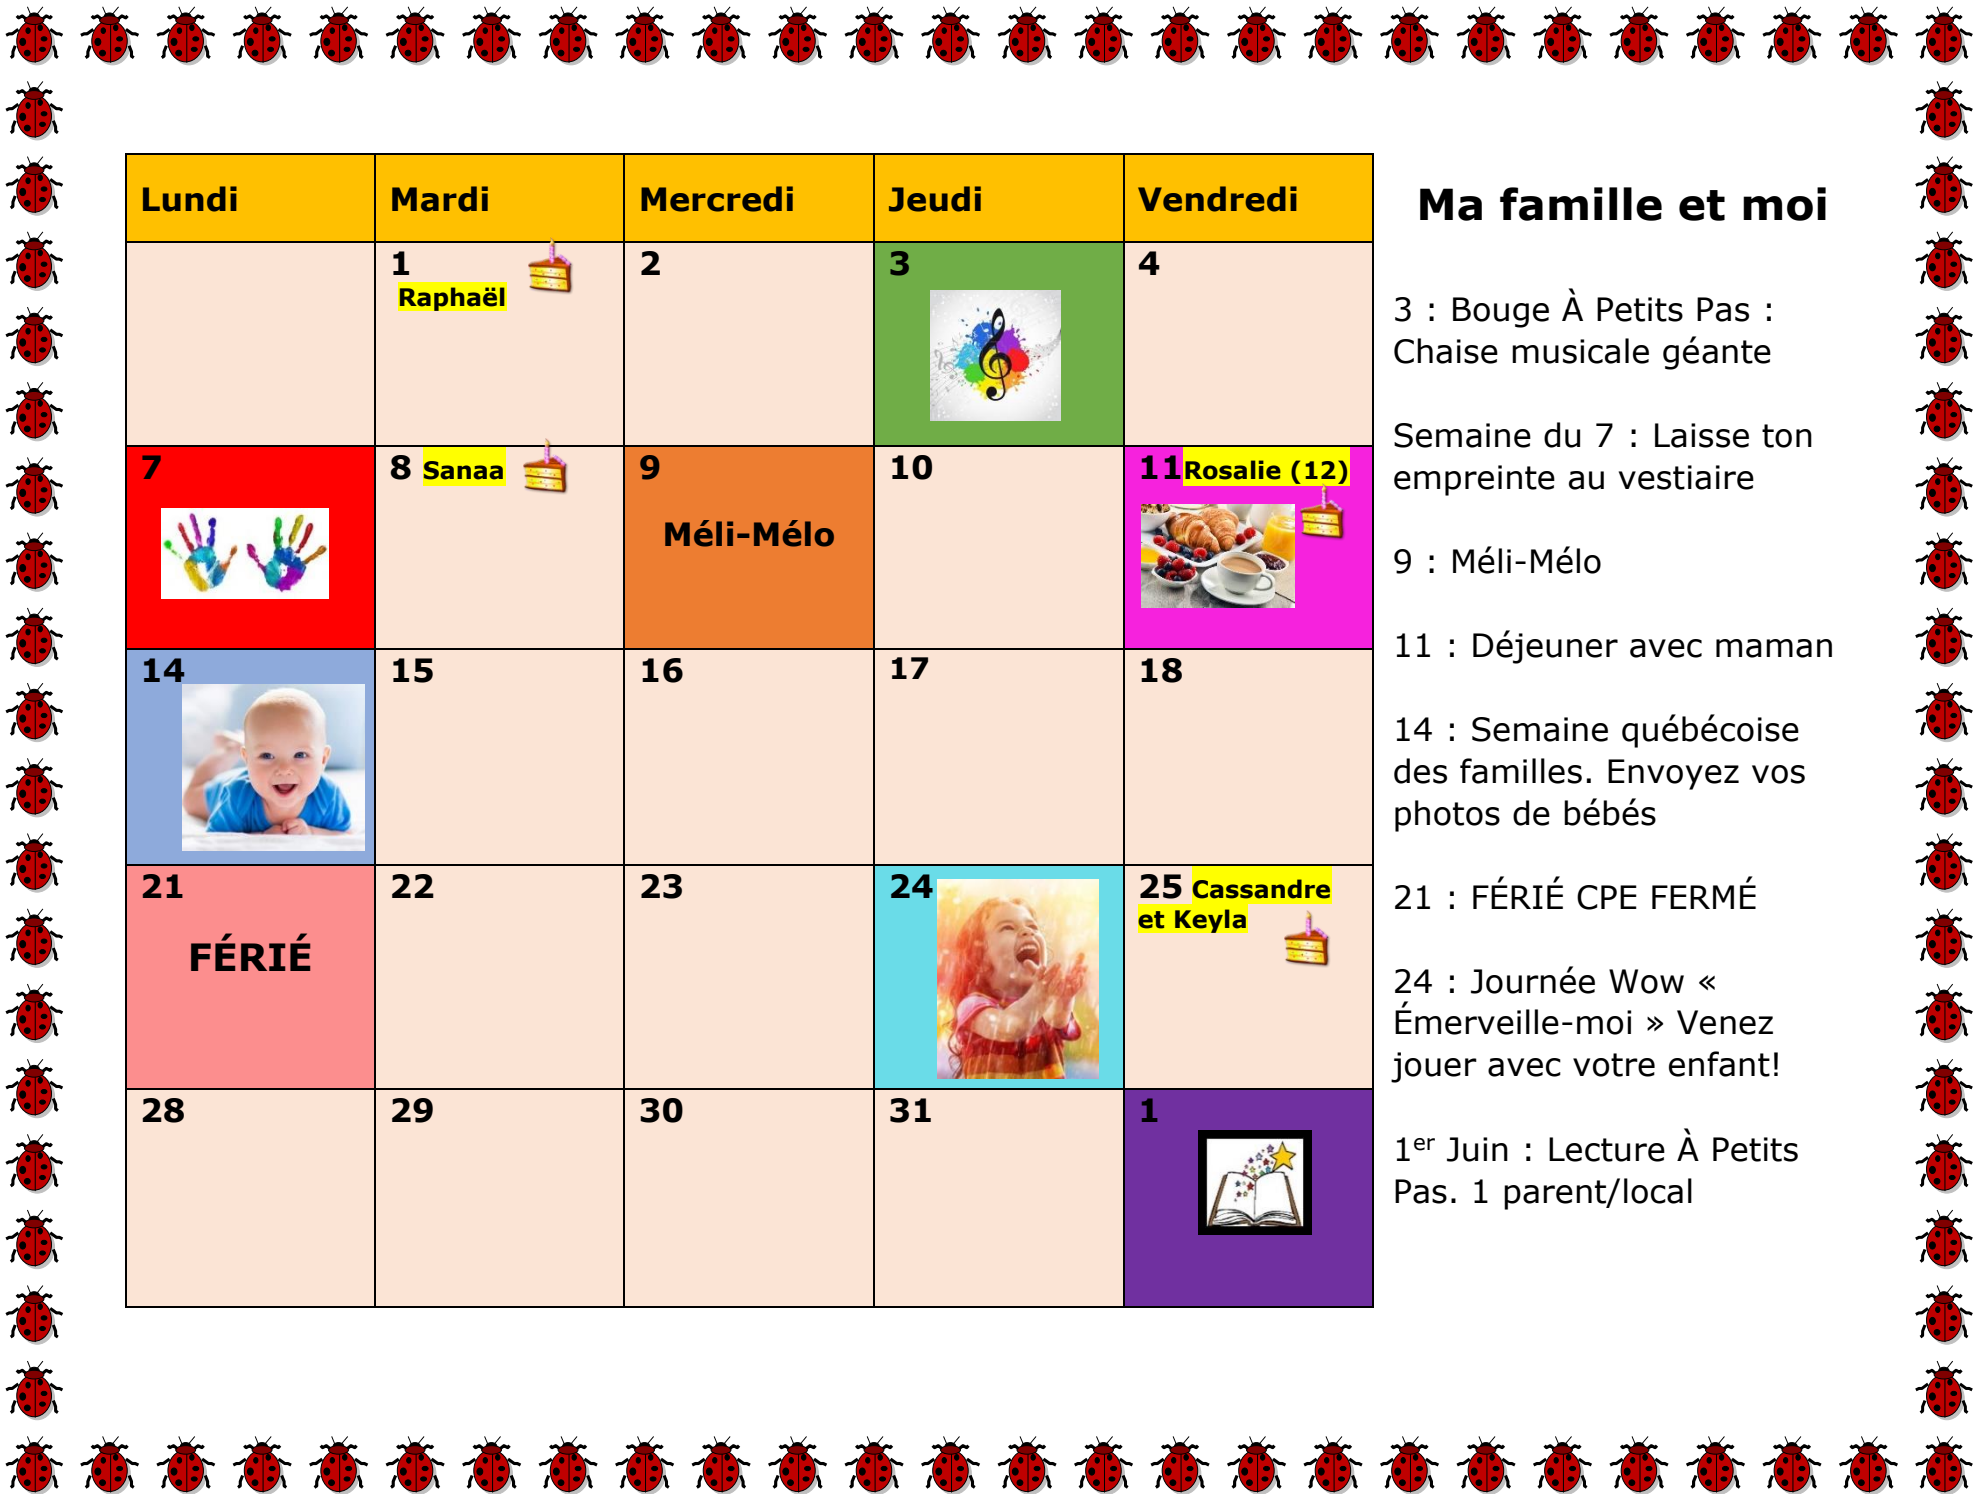 Lundi Mardi Mercredi Jeudi Vendredi
1
Raphaël
2
3
4
7
8 Sanaa
9
Méli-Mélo
10
11 Rosalie (12)
14
15
16
17
18
21
FÉRIÉ
22
23
24
25 Cassandre
et Keyla
28
29
30
31
1
Ma famille et moi
3 : Bouge À Petits Pas :
Chaise musicale géante
Semaine du 7 : Laisse ton
empreinte au vestiaire
9 : Méli-Mélo
11 : Déjeuner avec maman
14 : Semaine québécoise
des familles. Envoyez vos
photos de bébés
21 : FÉRIÉ CPE FERMÉ
24 : Journée Wow «
Émerveille-moi » Venez
jouer avec votre enfant!
1er Juin : Lecture À Petits
Pas. 1 parent/local